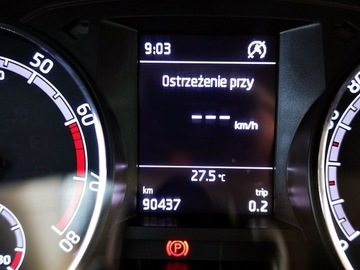 9:03
Ostrzeżenie przy
--- km/h
27.5 °C
km trip
90437 0.2
50
60
70
80
P